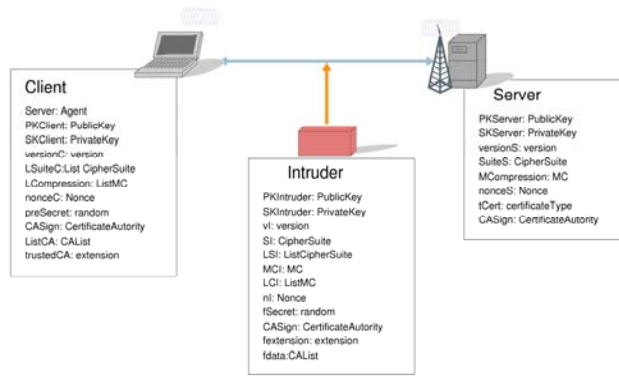 Client
Server: Agent
PKClient: PublicKey
SKClient: PrivateKey
versionC: version
LSuiteC:List CipherSuite
LCompression: ListMC
nonceC: Nonce
preSecret: random
CASign: CertificateAutority
ListCA: CAList
trustedCA: extension
Intruder
PKIntruder: PublicKey
SKIntruder: PrivateKey
vI: version
SI: CipherSuite
LSI: ListCipherSuite
MCI: MC
LCI: ListMC
nI: Nonce
fSecret: random
CASign: CertificateAutority
fextension: extension
fdata:CAList
Server
PKServer: PublicKey
SKServer: PrivateKey
versionS: version
SuiteS: CipherSuite
MCompression: MC
nonceS: Nonce
tCert: certificateType
CASign: CertificateAutority